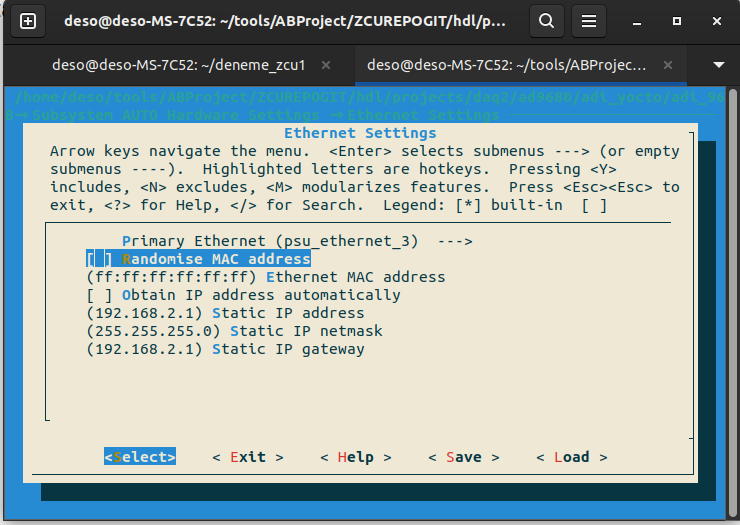 deso@deso-MS-7C52: ~/tools/ABProject/ZCUREPOGIT/hdl/p...
deso@deso-MS-7C52: ~/deneme_zcu1
deso@deso-MS-7C52: ~/tools/ABProjec...
/home/deso/tools/ABProject/ZCUREPOGIT/hdl/projects/daq2/ad9680/adi_yocto/adi_96
8→ Subsystem AUTO Hardware Settings → Ethernet Settings
Ethernet Settings
Arrow keys navigate the menu.  <Enter> selects submenus ---> (or empty
submenus ----).  Highlighted letters are hotkeys.  Pressing <Y>
includes, <N> excludes, <M> modularizes features.  Press <Esc><Esc> to
exit, <?> for Help, </> for Search.  Legend: [*] built-in  [ ]
Primary Ethernet (psu_ethernet_3)  --->
[ ] Randomise MAC address
(ff:ff:ff:ff:ff:ff) Ethernet MAC address
[ ] Obtain IP address automatically
(192.168.2.1) Static IP address
(255.255.255.0) Static IP netmask
(192.168.2.1) Static IP gateway
<Select>    < Exit >    < Help >    < Save >    < Load >